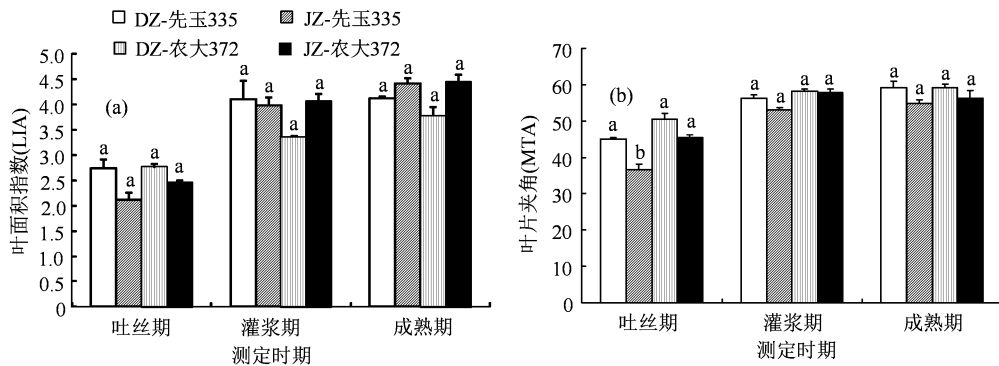 DZ-先玉335 JZ-先玉335
DZ-农大372 JZ-农大372
叶面积指数(LIA)
5.0
4.5
4.0
3.5
3.0
2.5
2.0
1.5
1.0
0.5
0
(a)
a a a a
a a a a
a a a a
吐丝期 灌浆期 成熟期
测定时期
叶片夹角(MTA)
70
60
50
40
30
20
10
0
(b)
a b a a
a a a a
a a a a
吐丝期 灌浆期 成熟期
测定时期